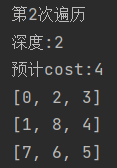 第2次遍历
深度:2
预计cost:4
[0, 2, 3]
[1, 8, 4]
[7, 6, 5]